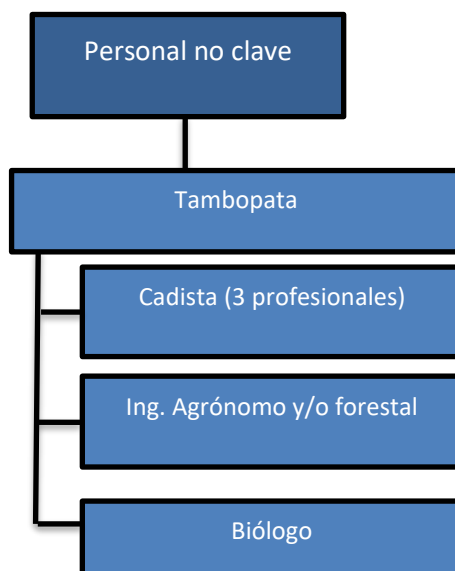 Personal no clave
Tambopata
Cadista (3 profesionales)
Ing. Agrónomo y/o forestal
Biólogo